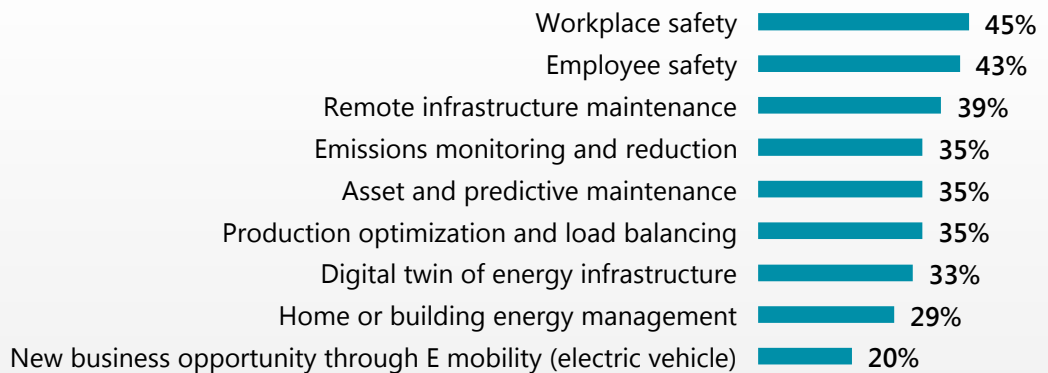 Workplace safety 45%
Employee safety 43%
Remote infrastructure maintenance 39%
Emissions monitoring and reduction 35%
Asset and predictive maintenance 35%
Production optimization and load balancing 35%
Digital twin of energy infrastructure 33%
Home or building energy management 29%
New business opportunity through E mobility (electric vehicle) 20%